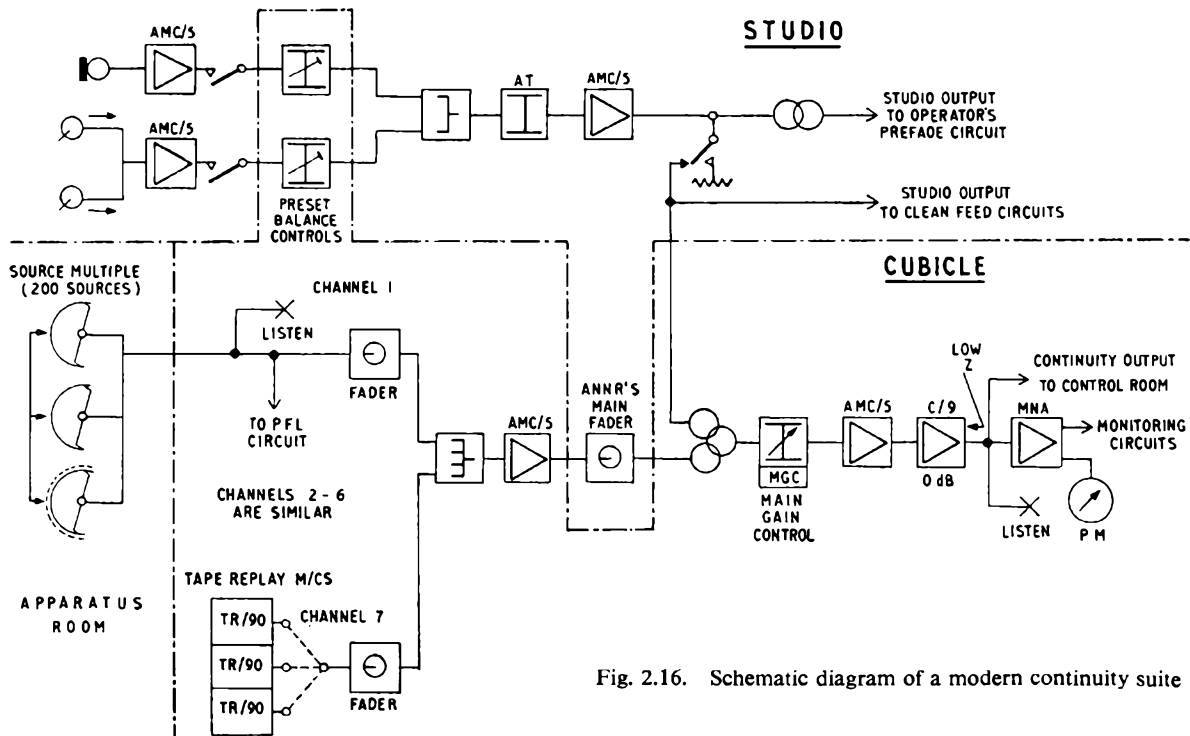 STUDIO
AMC/5
AMC/5
PRESET
BALANCE
CONTROLS
AT
AMC/5
STUDIO OUTPUT
TO OPERATOR'S
PREFADE CIRCUIT
STUDIO OUTPUT
TO CLEAN FEED CIRCUITS
SOURCE MULTIPLE
(200 SOURCES)
APPARATUS
ROOM
CHANNEL 1
LISTEN
FADER
TO PFL
CIRCUIT
CHANNELS 2 - 6
ARE SIMILAR
TAPE REPLAY M/CS
CHANNEL 7
TR/90
TR/90
TR/90
FADER
AMC/5
ANNR'S
MAIN
FADER
CUBICLE
MGC
MAIN
GAIN
CONTROL
AMC/5
C/9
0 dB
LOW
Z
CONTINUITY OUTPUT
TO CONTROL ROOM
MNA
MONITORING
CIRCUITS
LISTEN
PM
Fig. 2.16. Schematic diagram of a modern continuity suite